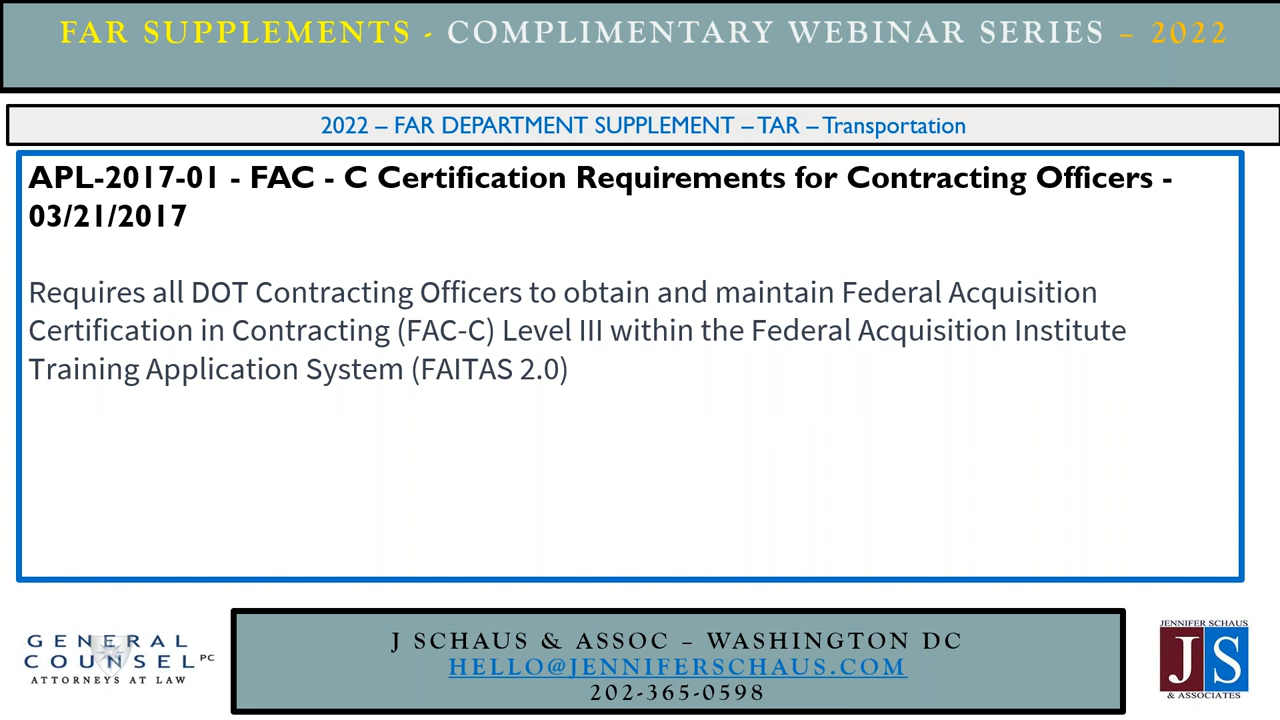 FAR SUPPLEMENTS - COMPLIMENTARY WEBINAR SERIES – 2022
2022 – FAR DEPARTMENT SUPPLEMENT – TAR – Transportation
APL-2017-01 - FAC - C Certification Requirements for Contracting Officers -
03/21/2017
Requires all DOT Contracting Officers to obtain and maintain Federal Acquisition
Certification in Contracting (FAC-C) Level III within the Federal Acquisition Institute
Training Application System (FAITAS 2.0)
GENERAL
COUNSEL PC
ATTORNEYS AT LAW
J SCHAUS & ASSOC – WASHINGTON DC
HELLO@JENNIFERSCHAUS.COM
202-365-0598
JENNIFER SCHAUS
JS
& ASSOCIATES